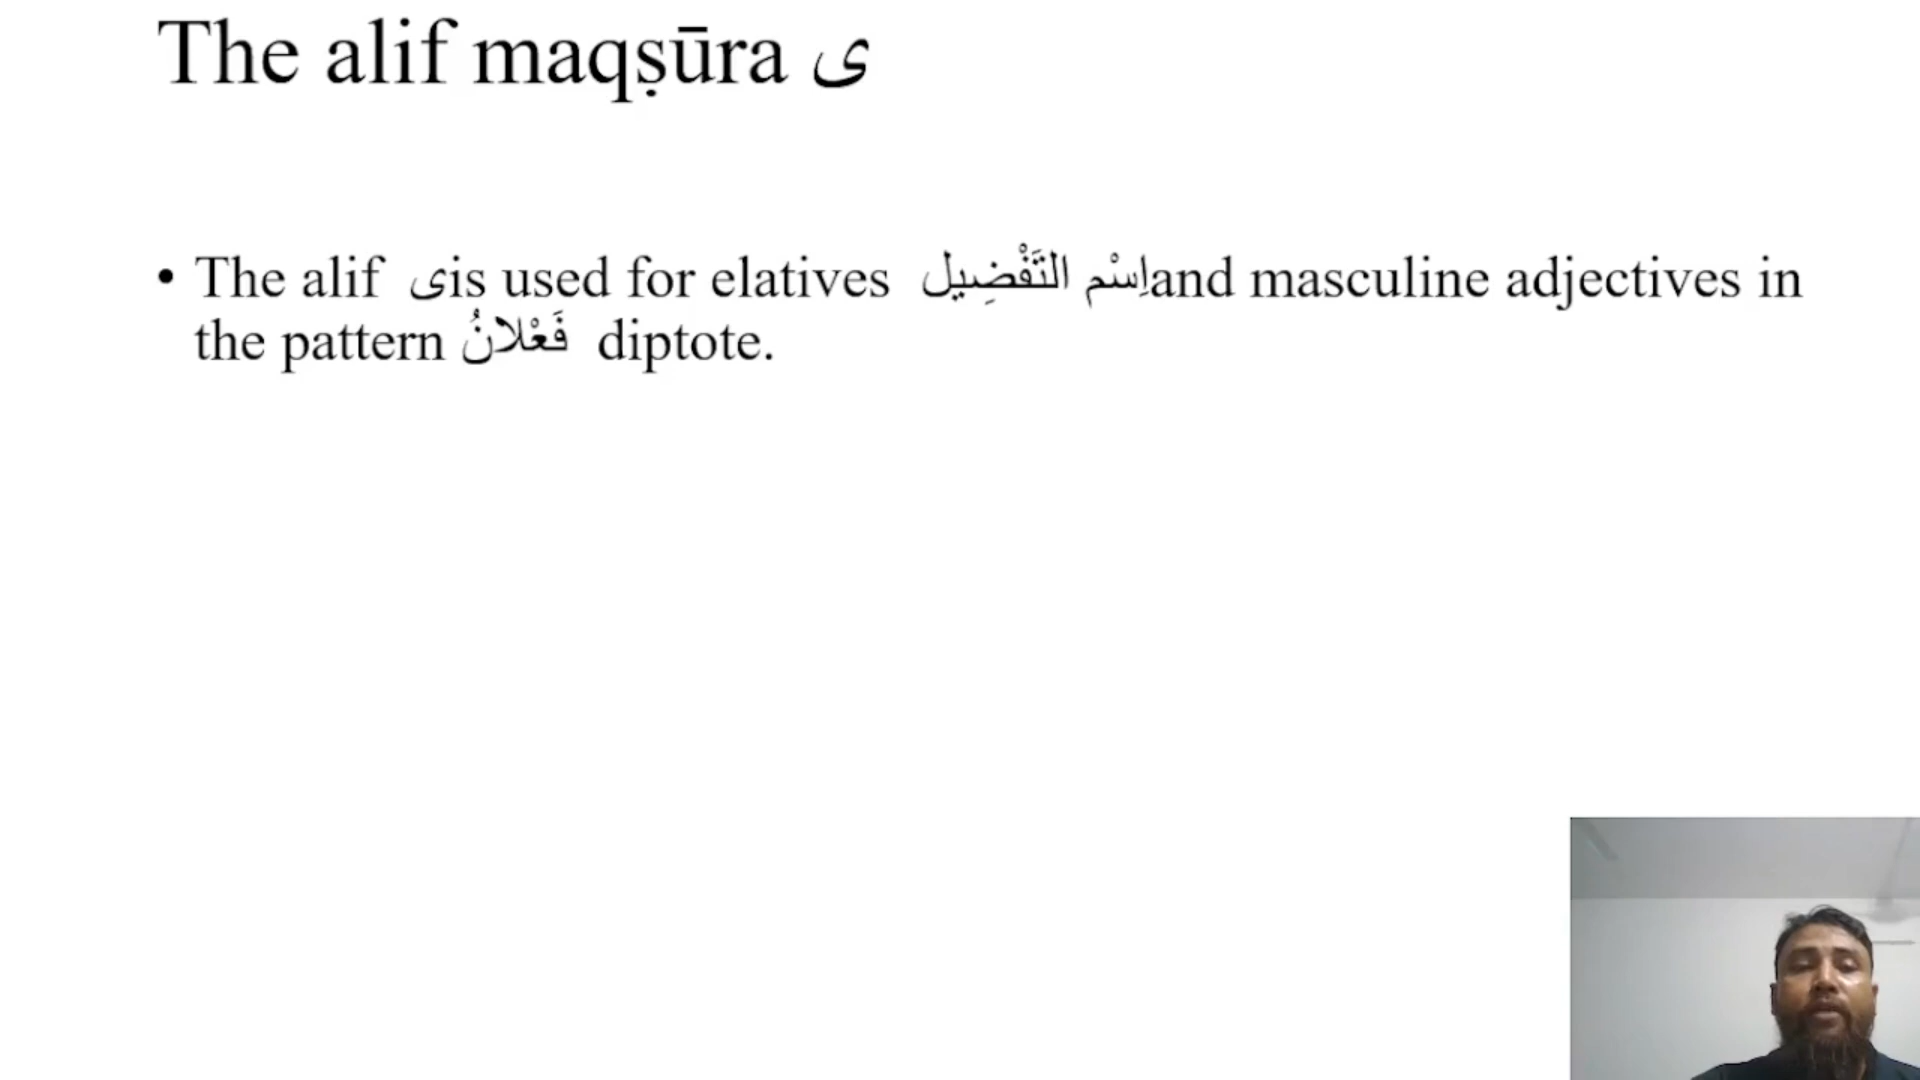 The alif maqṣūra ى
• The alif ى is used for elatives اِسْم التَّفْضِيل and masculine adjectives in
the pattern فَعْلانُ diptote.